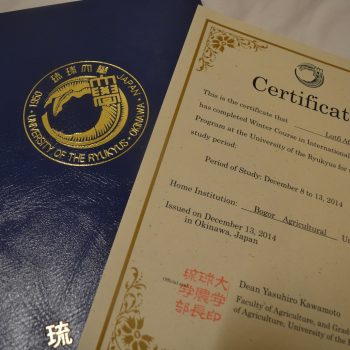 琉球大學
JAPAN
OSIJ · UNIVERSITY OF THE RYUKYUS · OKINAWA ·
琉
Certificat
This is the certificate that
has completed Winter Course in International
Program at the University of the Ryukyus for
study period:
Period of Study: December 8 to 13, 2014
Home Institution: Bogor Agricultural
Issued on December 13, 2014
in Okinawa, Japan
琉球大
学農学
部長印
Dean Yasuhiro Kawamoto
Faculty of Agriculture, and Grad
of Agriculture, University of the